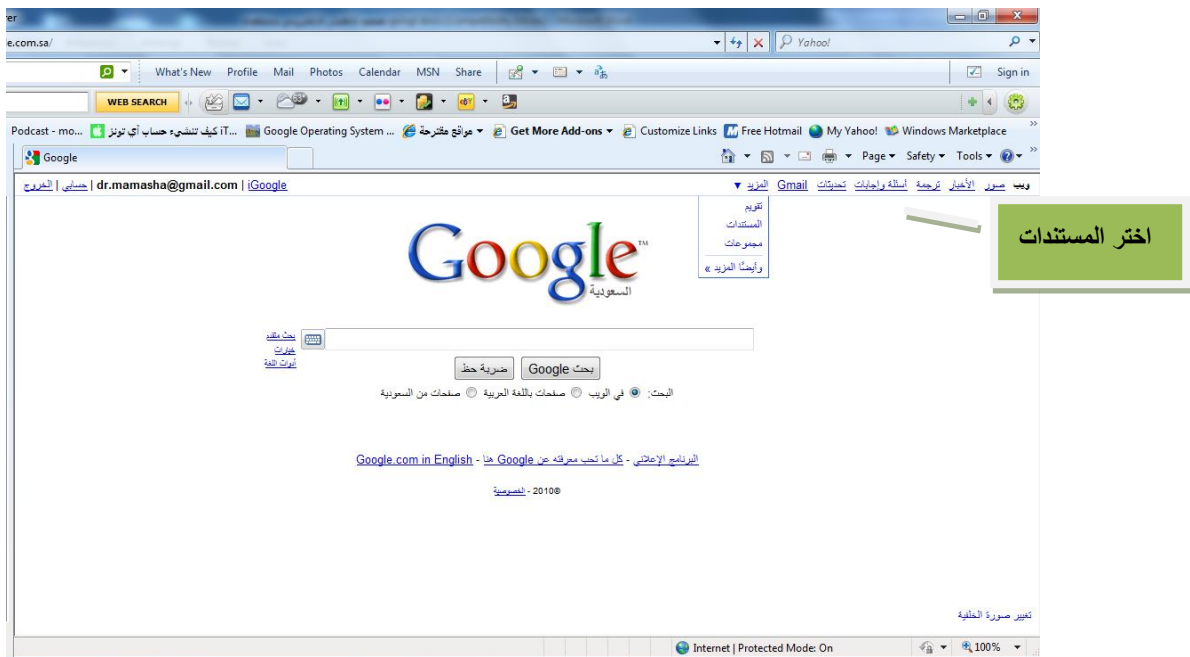 er
e.com.sa/
Yahoo!
What's New Profile Mail Photos Calendar MSN Share
Sign in
WEB SEARCH
Podcast - mo... iT... كيف تنشيء حساب أي تونز Google Operating System ... مواقع مقترحة Get More Add-ons Customize Links Free Hotmail My Yahoo! Windows Marketplace
Google
Page Safety Tools
ويب صور الأخبار ترجمة أسئلة وإجابات تحديثات Gmail المزيد ▼
dr.mamasha@gmail.com | iGoogle | حسابي | الخروج
تقويم
المستندات
مجموعات
وأيضًا المزيد »
اختر المستندات
Google™
السعودية
بحث متقدم
خيارات
أدوات اللغة
بحث Google ضربة حظ
البحث: في الويب صفحات باللغة العربية صفحات من السعودية
البرنامج الإعلاني - كل ما تحب معرفته عن Google هنا - Google.com in English
©2010 - الخصوصية
تغيير صورة الخلفية
Internet | Protected Mode: On
100%